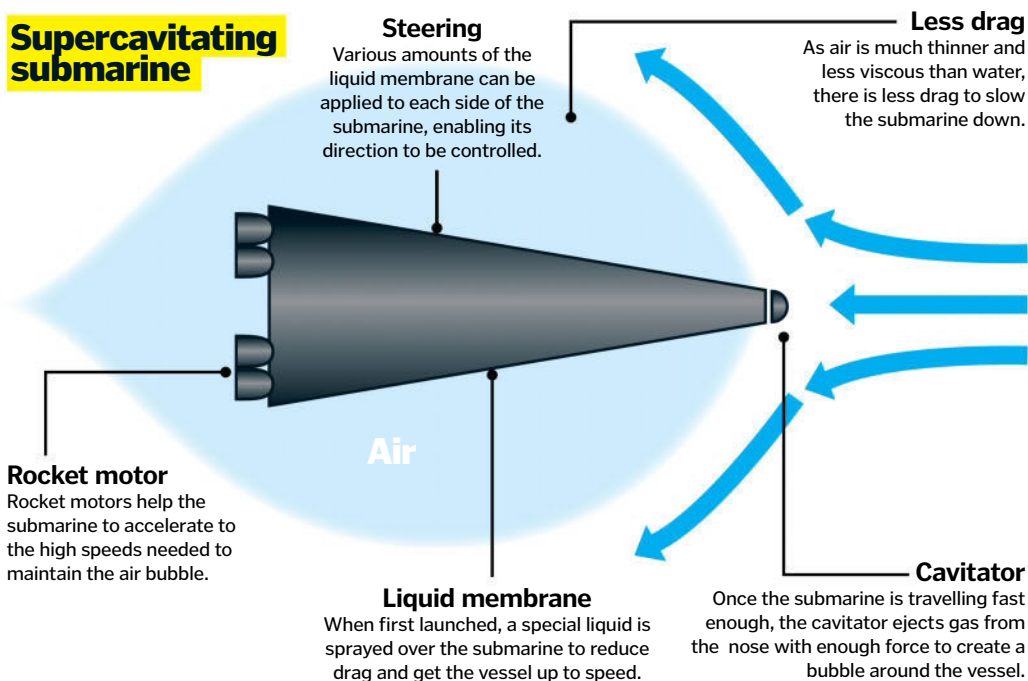 Supercavitating
submarine
Steering
Various amounts of the
liquid membrane can be
applied to each side of the
submarine, enabling its
direction to be controlled.
Less drag
As air is much thinner and
less viscous than water,
there is less drag to slow
the submarine down.
Air
Rocket motor
Rocket motors help the
submarine to accelerate to
the high speeds needed to
maintain the air bubble.
Liquid membrane
When first launched, a special liquid is
sprayed over the submarine to reduce
drag and get the vessel up to speed.
Cavitator
Once the submarine is travelling fast
enough, the cavitator ejects gas from
the nose with enough force to create a
bubble around the vessel.